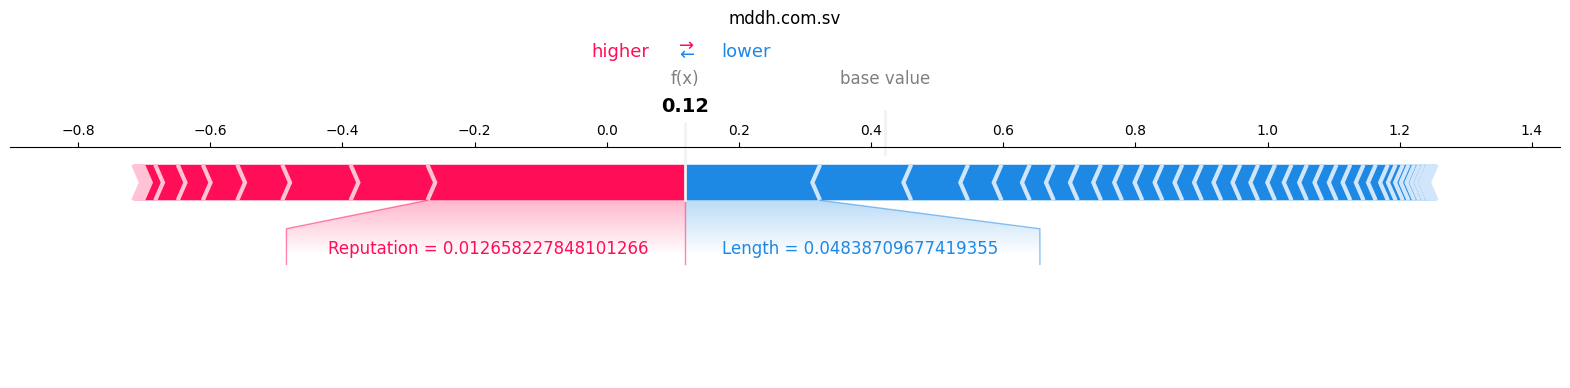 mddh.com.sv
higher ⇄ lower
f(x) base value
0.12
−0.8 −0.6 −0.4 −0.2 0.0 0.2 0.4 0.6 0.8 1.0 1.2 1.4
Reputation = 0.012658227848101266 Length = 0.04838709677419355